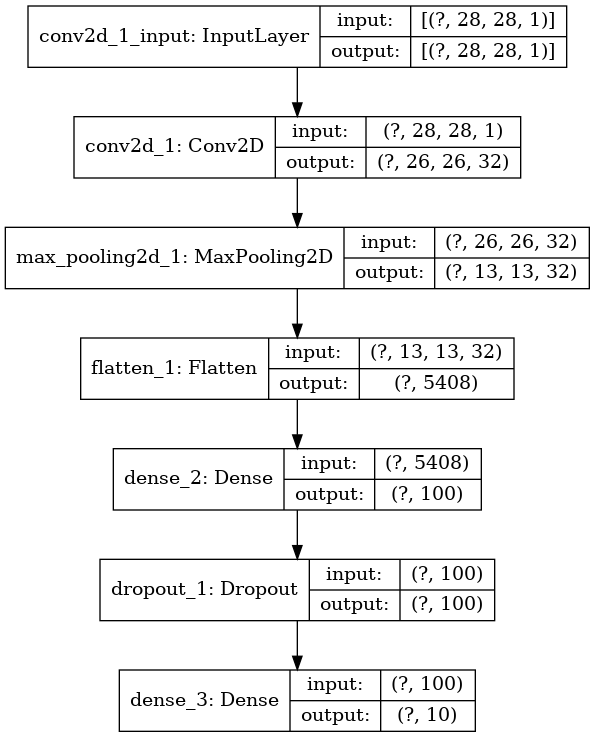 conv2d_1_input: InputLayer
input:
[(?, 28, 28, 1)]
output:
[(?, 28, 28, 1)]
conv2d_1: Conv2D
input:
(?, 28, 28, 1)
output:
(?, 26, 26, 32)
max_pooling2d_1: MaxPooling2D
input:
(?, 26, 26, 32)
output:
(?, 13, 13, 32)
flatten_1: Flatten
input:
(?, 13, 13, 32)
output:
(?, 5408)
dense_2: Dense
input:
(?, 5408)
output:
(?, 100)
dropout_1: Dropout
input:
(?, 100)
output:
(?, 100)
dense_3: Dense
input:
(?, 100)
output:
(?, 10)